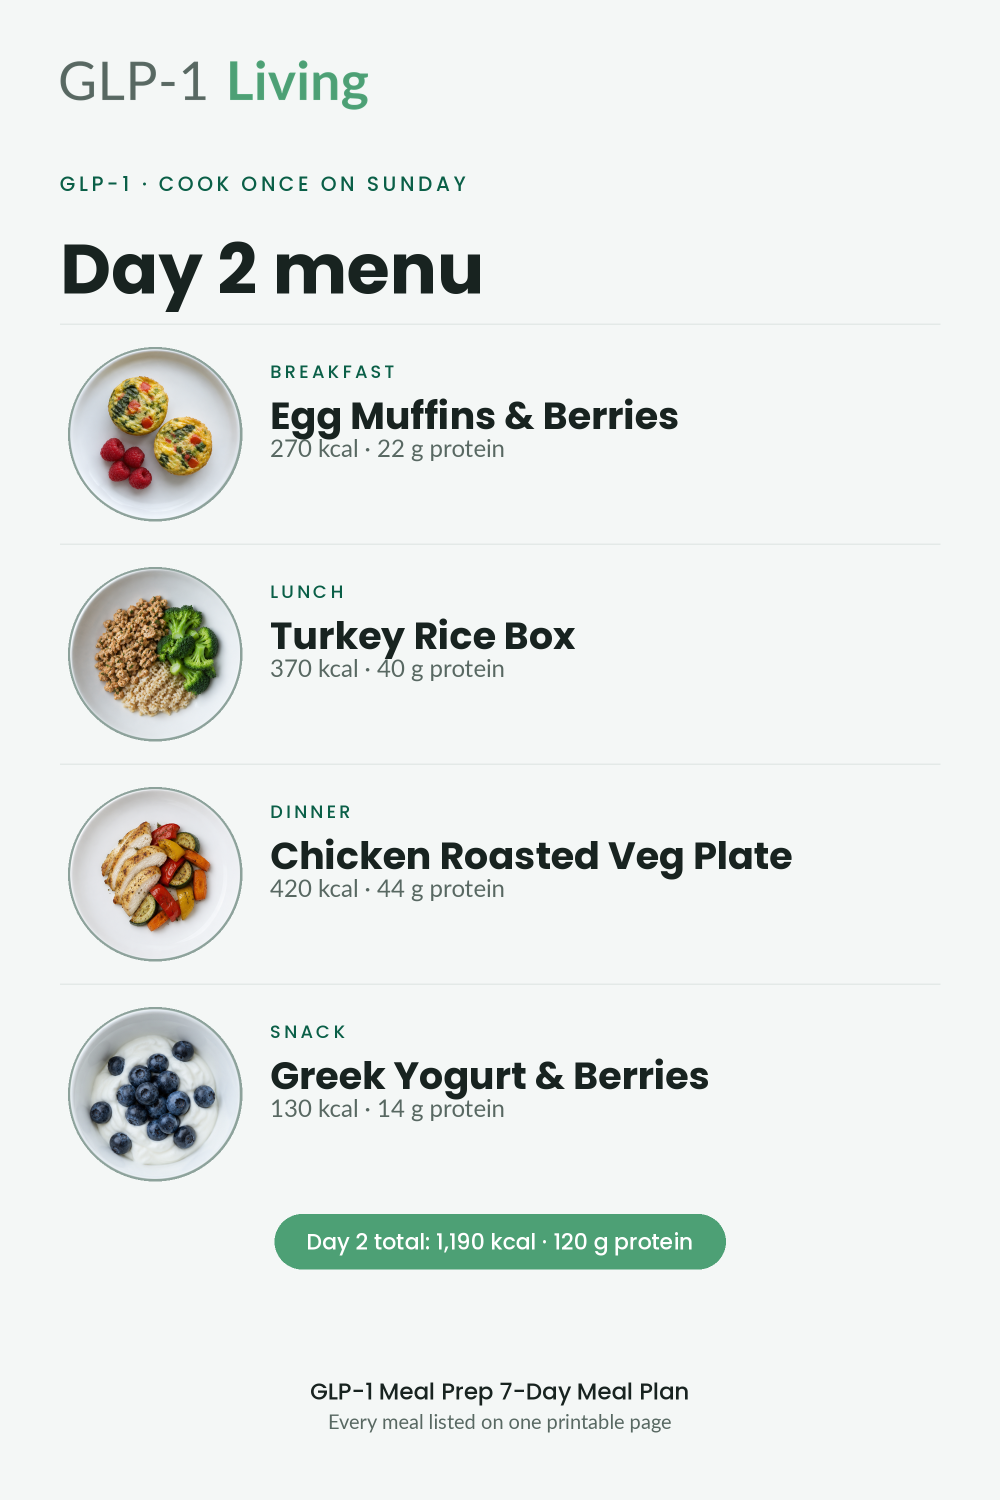 GLP-1 Living
GLP-1 · COOK ONCE ON SUNDAY
Day 2 menu
BREAKFAST
Egg Muffins & Berries
270 kcal · 22 g protein
LUNCH
Turkey Rice Box
370 kcal · 40 g protein
DINNER
Chicken Roasted Veg Plate
420 kcal · 44 g protein
SNACK
Greek Yogurt & Berries
130 kcal · 14 g protein
Day 2 total: 1,190 kcal · 120 g protein
GLP-1 Meal Prep 7-Day Meal Plan
Every meal listed on one printable page